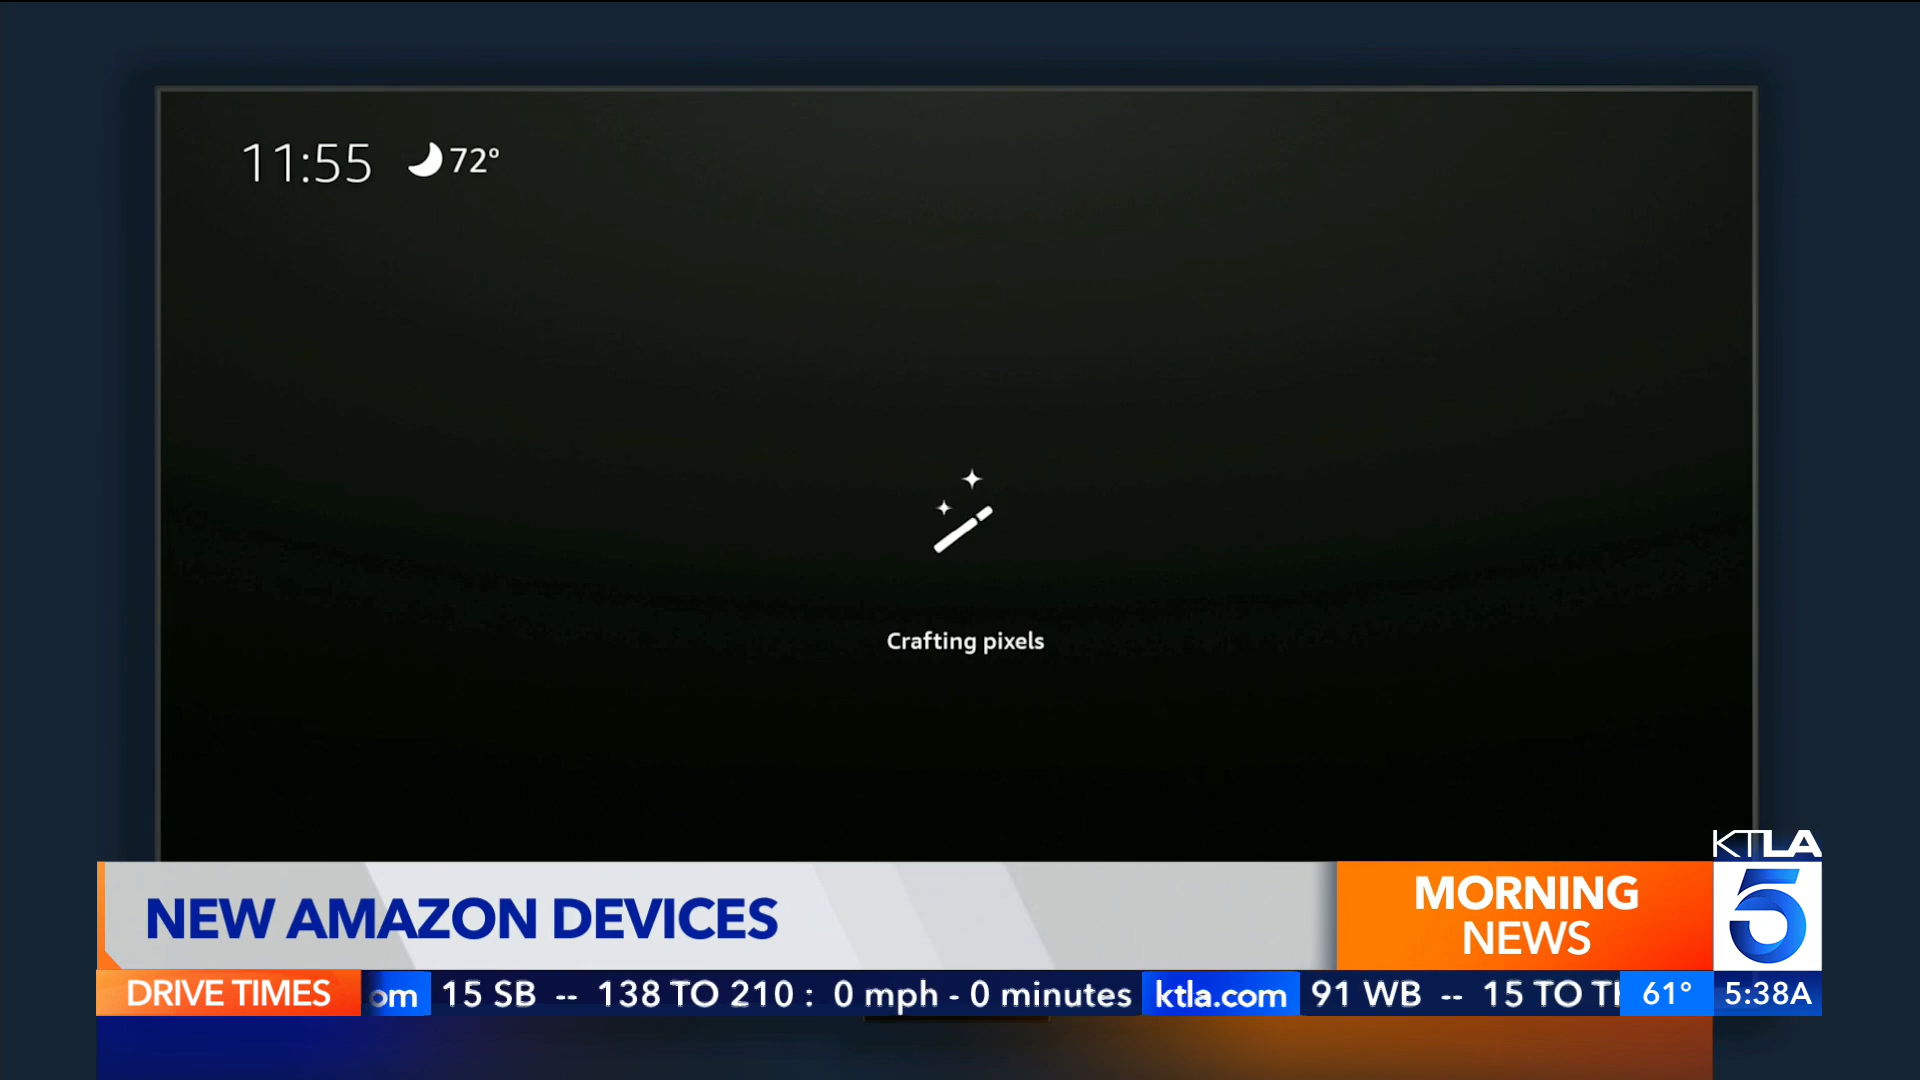 11:55 72°
Crafting pixels
KTLA
5
NEW AMAZON DEVICES
MORNING
NEWS
DRIVE TIMES om 15 SB -- 138 TO 210 : 0 mph - 0 minutes ktla.com 91 WB -- 15 TO 61° 5:38A